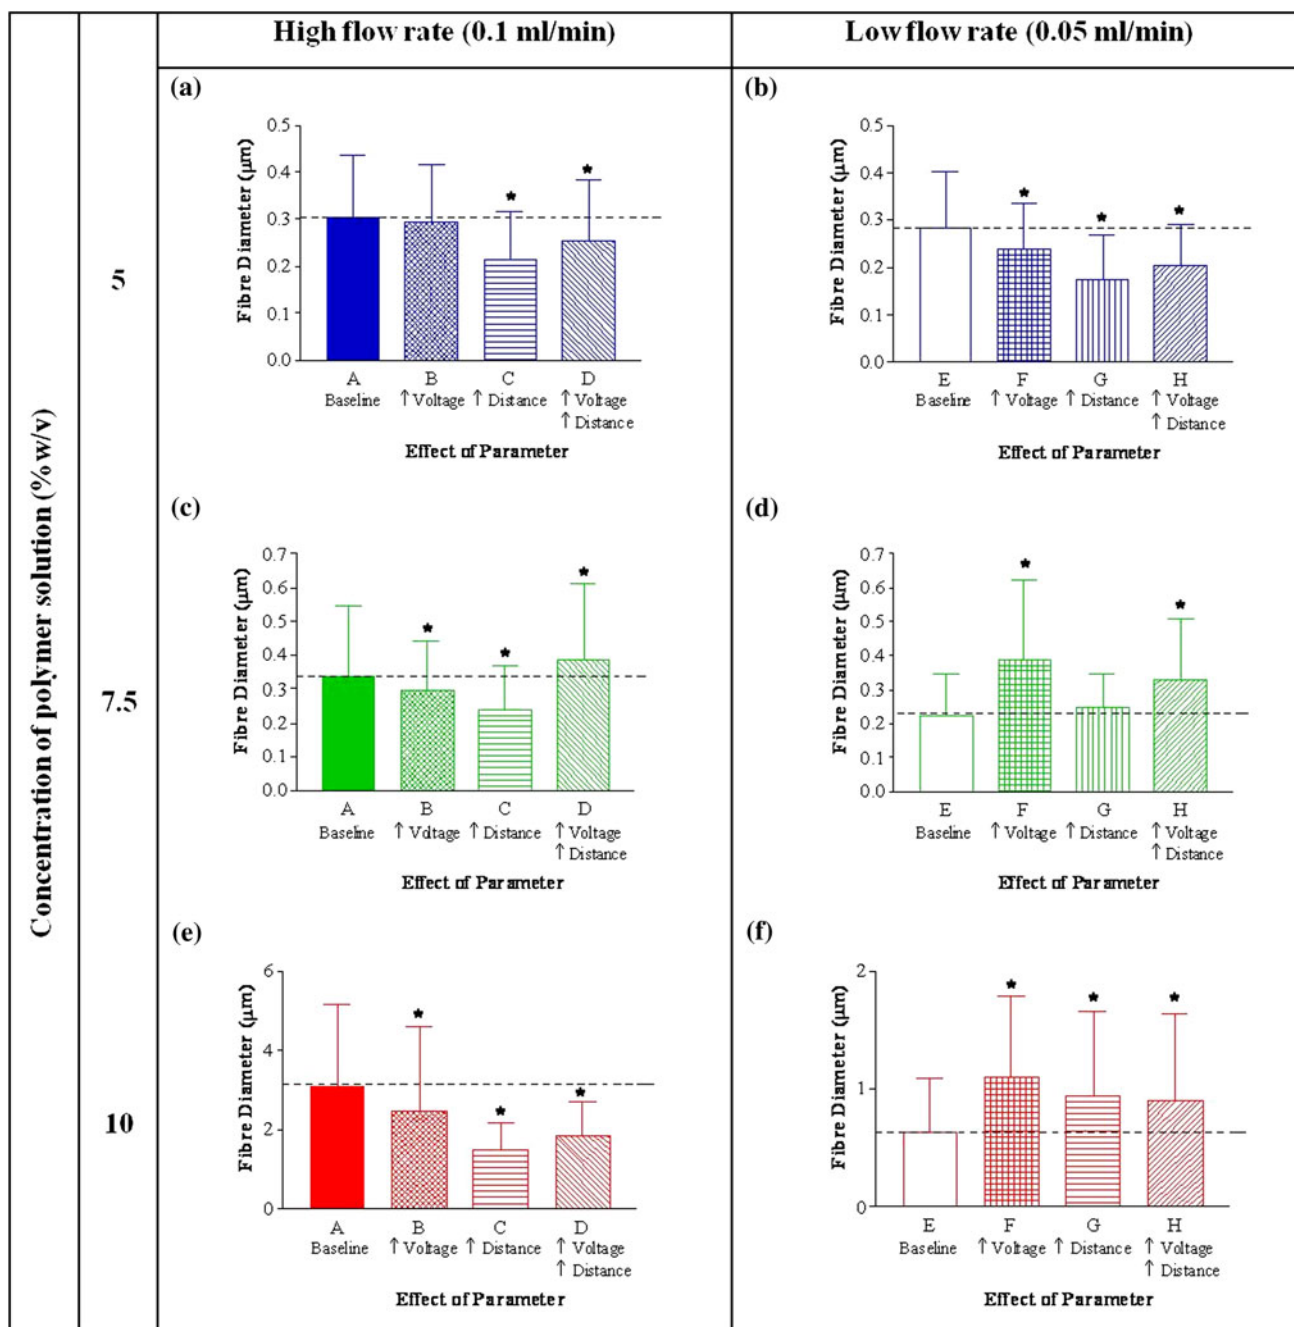 High flow rate (0.1 ml/min)
Low flow rate (0.05 ml/min)
Concentration of polymer solution (% w/v)
5
(a)
Fibre Diameter (μm)
0.5
0.4
0.3
0.2
0.1
0.0
* *
A B C D
Baseline ↑ Voltage ↑ Distance ↑ Voltage
↑ Distance
Effect of Parameter
(b)
Fibre Diameter (μm)
0.5
0.4
0.3
0.2
0.1
0.0
* * *
E F G H
Baseline ↑ Voltage ↑ Distance ↑ Voltage
↑ Distance
Effect of Parameter
7.5
(c)
Fibre Diameter (μm)
0.7
0.6
0.5
0.4
0.3
0.2
0.1
0.0
* * *
A B C D
Baseline ↑ Voltage ↑ Distance ↑ Voltage
↑ Distance
Effect of Parameter
(d)
Fibre Diameter (μm)
0.7
0.6
0.5
0.4
0.3
0.2
0.1
0.0
* *
E F G H
Baseline ↑ Voltage ↑ Distance ↑ Voltage
↑ Distance
Effect of Parameter
10
(e)
Fibre Diameter (μm)
6
4
2
0
* * *
A B C D
Baseline ↑ Voltage ↑ Distance ↑ Voltage
↑ Distance
Effect of Parameter
(f)
Fibre Diameter (μm)
2
1
0
* * *
E F G H
Baseline ↑ Voltage ↑ Distance ↑ Voltage
↑ Distance
Effect of Parameter